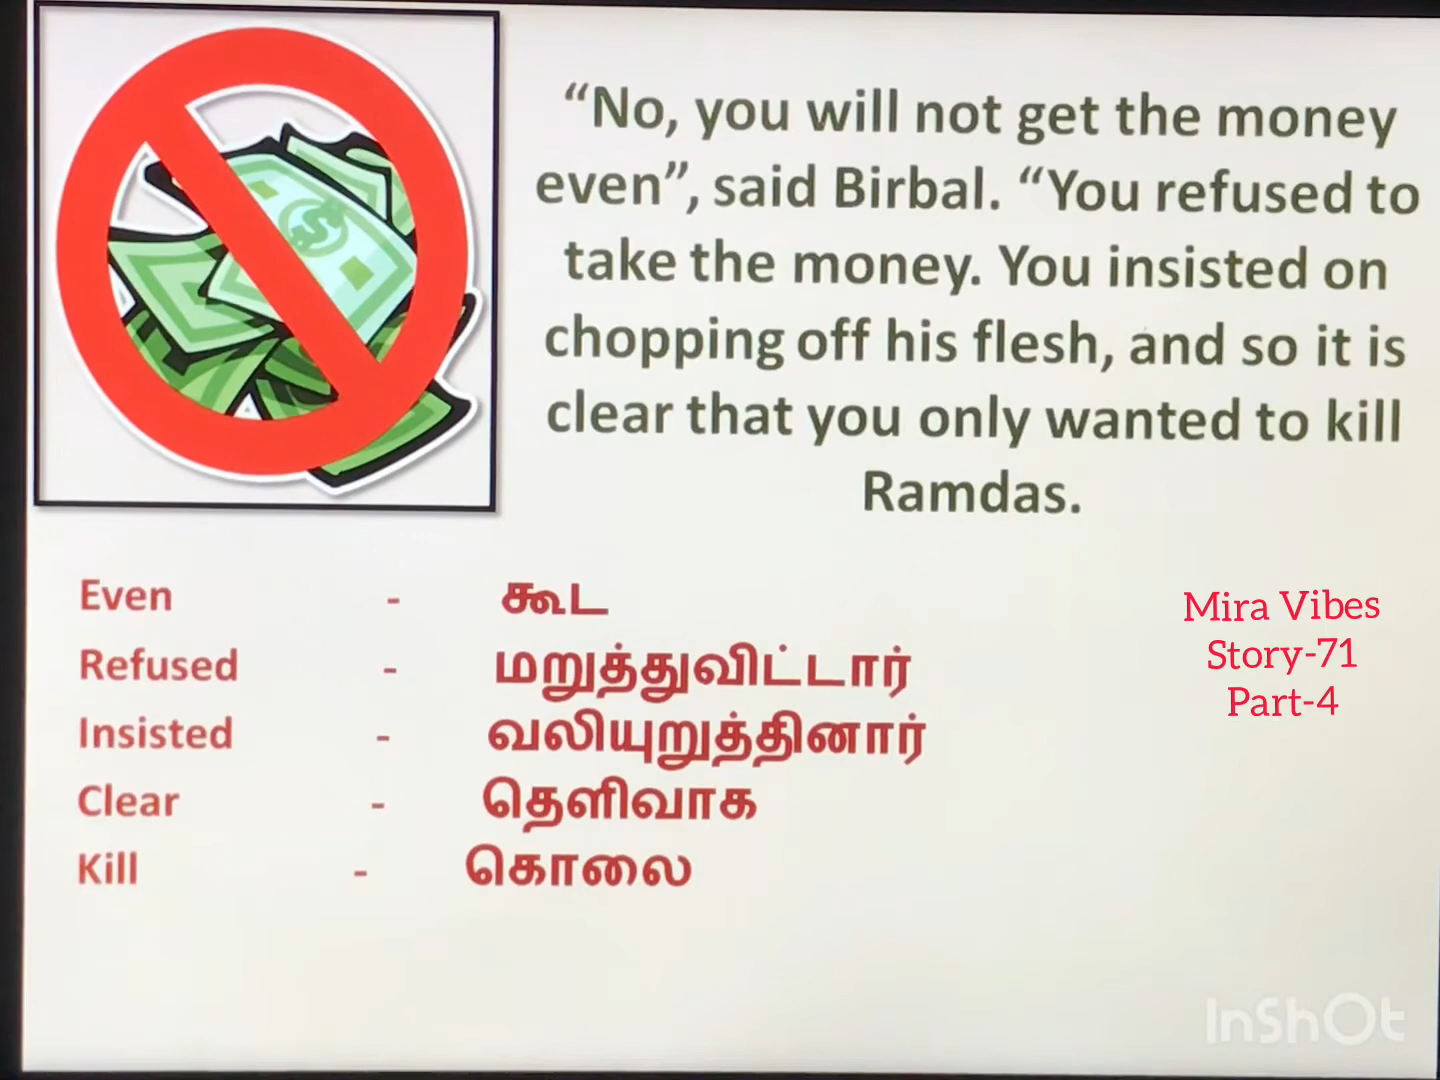 “No, you will not get the money
even”, said Birbal. “You refused to
take the money. You insisted on
chopping off his flesh, and so it is
clear that you only wanted to kill
Ramdas.
Even - கூட
Refused - மறுத்துவிட்டார்
Insisted - வலியுறுத்தினார்
Clear - தெளிவாக
Kill - கொலை
Mira Vibes
Story-71
Part-4
InShOt